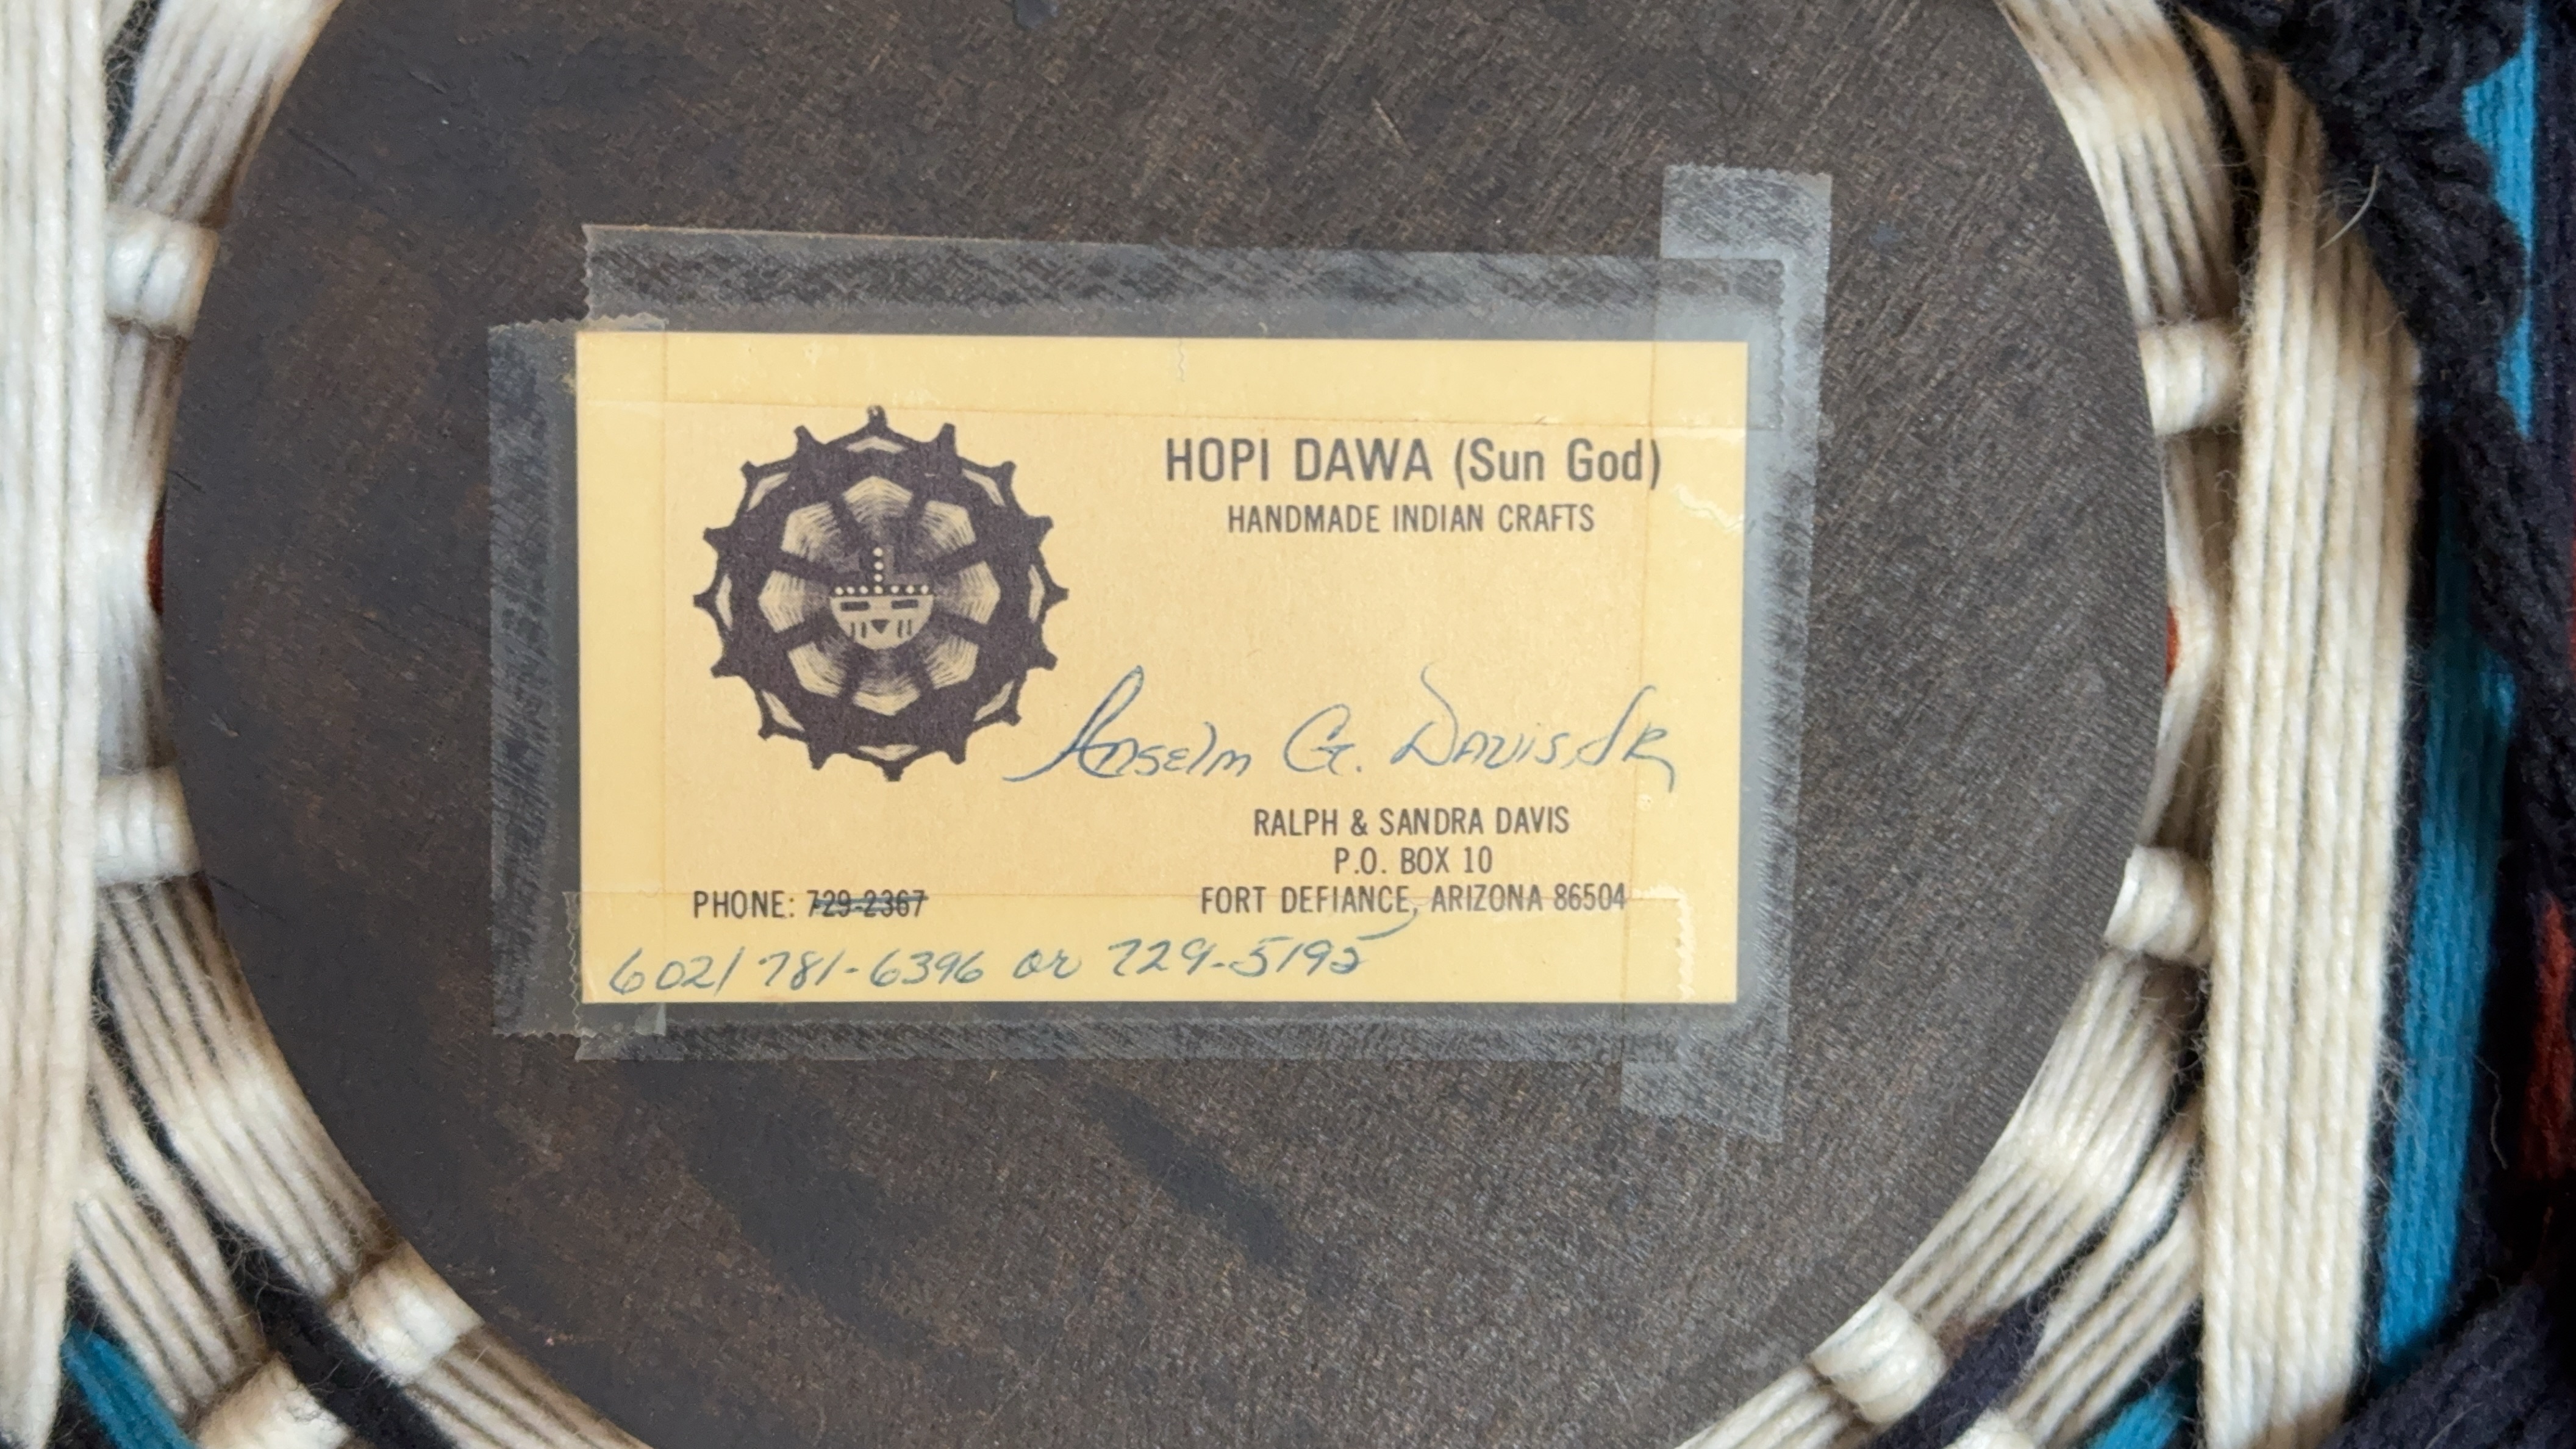 HOPI DAWA (Sun God)
HANDMADE INDIAN CRAFTS
Anselm G. Davis, Jr
RALPH & SANDRA DAVIS
P.O. BOX 10
FORT DEFIANCE, ARIZONA 86504
PHONE: 729-2367
602/781-6396 or 729-5195